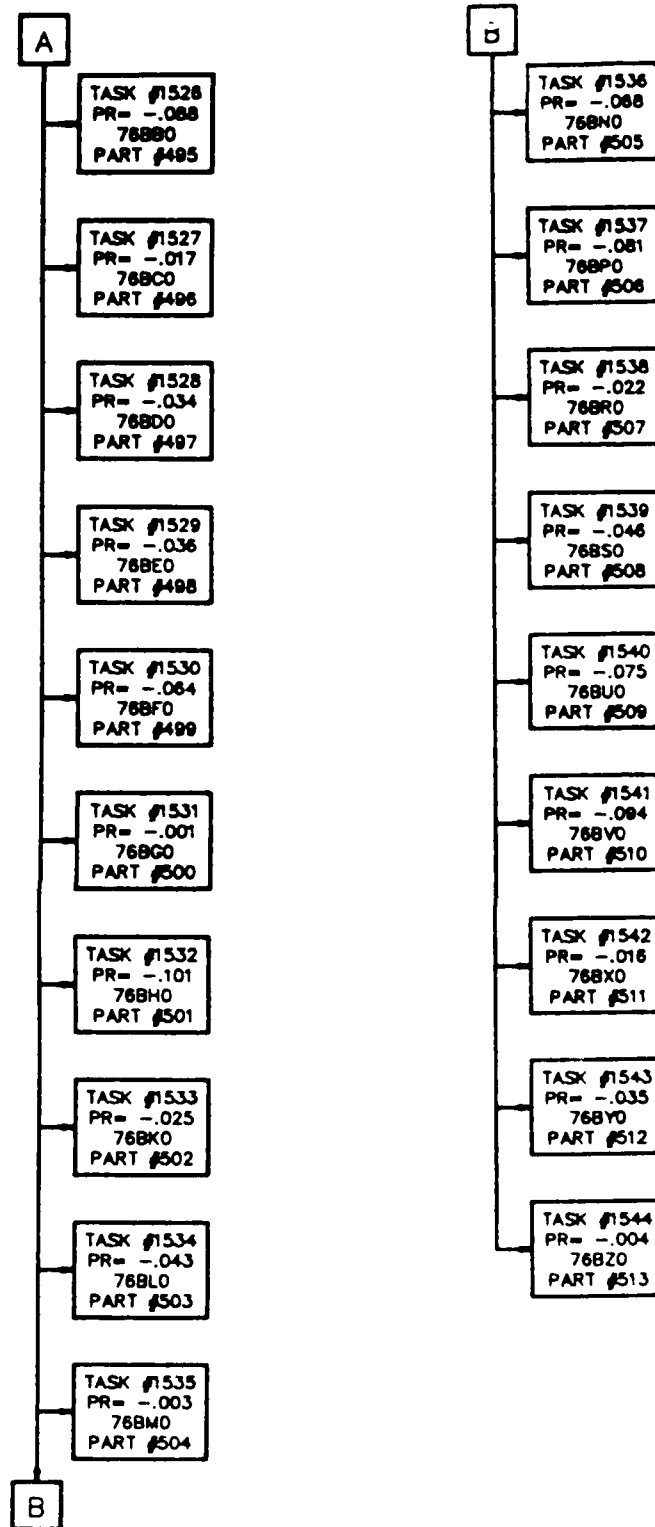 A
TASK #1526
PR= -.088
76BB0
PART #495
TASK #1527
PR= -.017
76BC0
PART #496
TASK #1528
PR= -.034
76BD0
PART #497
TASK #1529
PR= -.036
76BE0
PART #498
TASK #1530
PR= -.064
76BF0
PART #499
TASK #1531
PR= -.001
76BG0
PART #500
TASK #1532
PR= -.101
76BH0
PART #501
TASK #1533
PR= -.025
76BK0
PART #502
TASK #1534
PR= -.043
76BL0
PART #503
TASK #1535
PR= -.003
76BM0
PART #504
B
B
TASK #1536
PR= -.068
76BN0
PART #505
TASK #1537
PR= -.081
76BP0
PART #506
TASK #1538
PR= -.022
76BR0
PART #507
TASK #1539
PR= -.046
76BS0
PART #508
TASK #1540
PR= -.075
76BU0
PART #509
TASK #1541
PR= -.094
76BV0
PART #510
TASK #1542
PR= -.016
76BX0
PART #511
TASK #1543
PR= -.035
76BY0
PART #512
TASK #1544
PR= -.004
76BZ0
PART #513